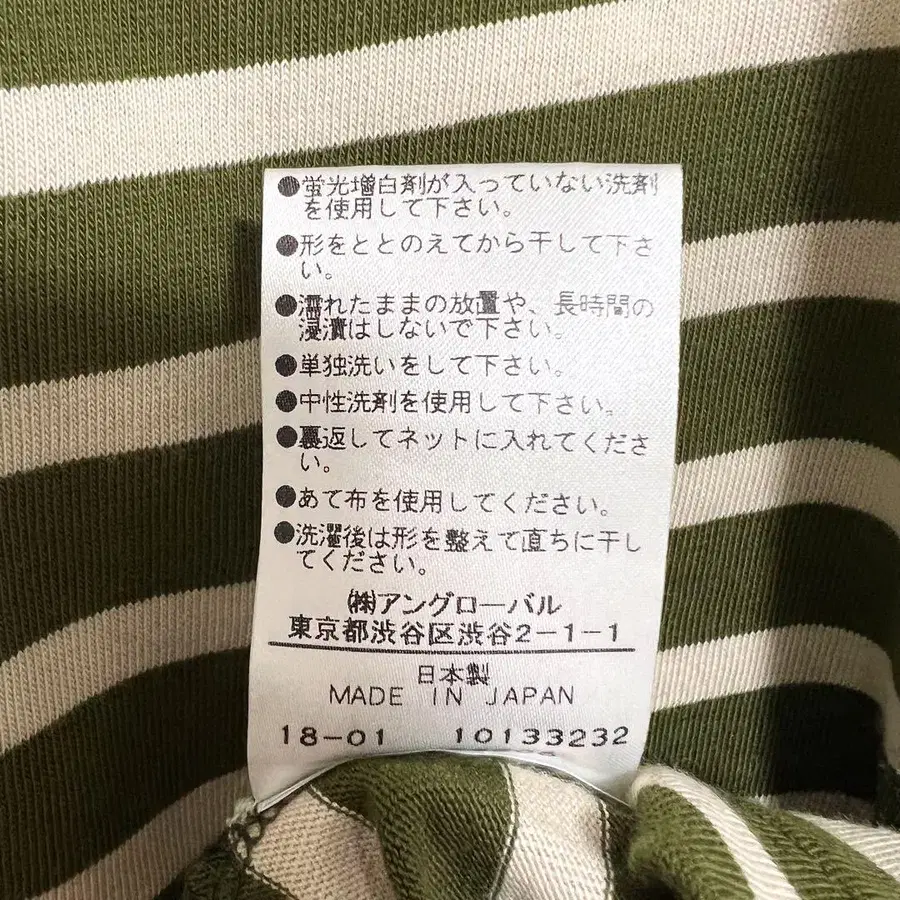 ●蛍光増白剤が入っていない洗剤
を使用して下さい。
●形をととのえてから干して下さ
い。
●濡れたままの放置や、長時間の
浸漬はしないで下さい。
●単独洗いをして下さい。
●中性洗剤を使用して下さい。
●裏返してネットに入れてくださ
い。
●あて布を使用してください。
●洗濯後は形を整えて直ちに干し
てください。
㈱アングローバル
東京都渋谷区渋谷2-1-1
日本製
MADE IN JAPAN
18-01 10133232